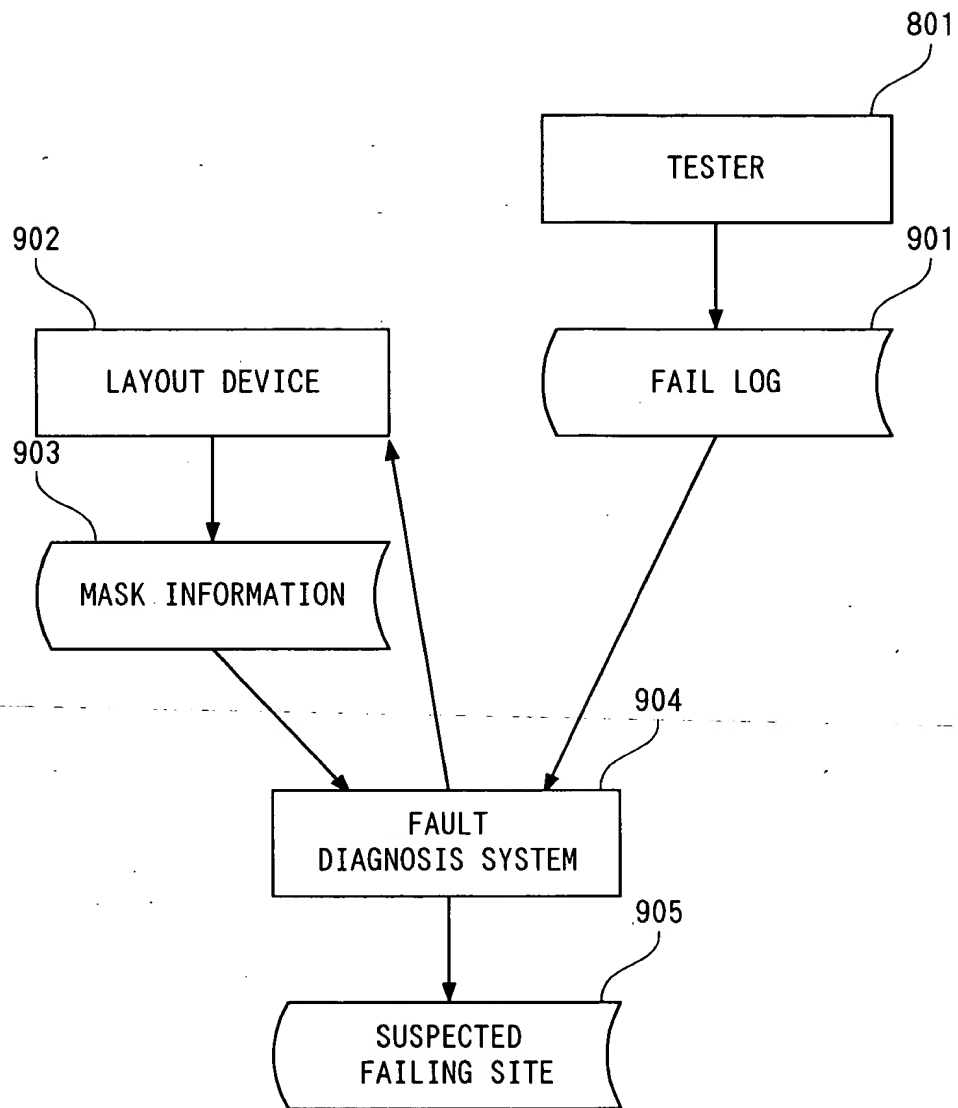 801
TESTER
902
901
LAYOUT DEVICE
FAIL LOG
903
MASK INFORMATION
904
FAULT
DIAGNOSIS SYSTEM
905
SUSPECTED
FAILING SITE